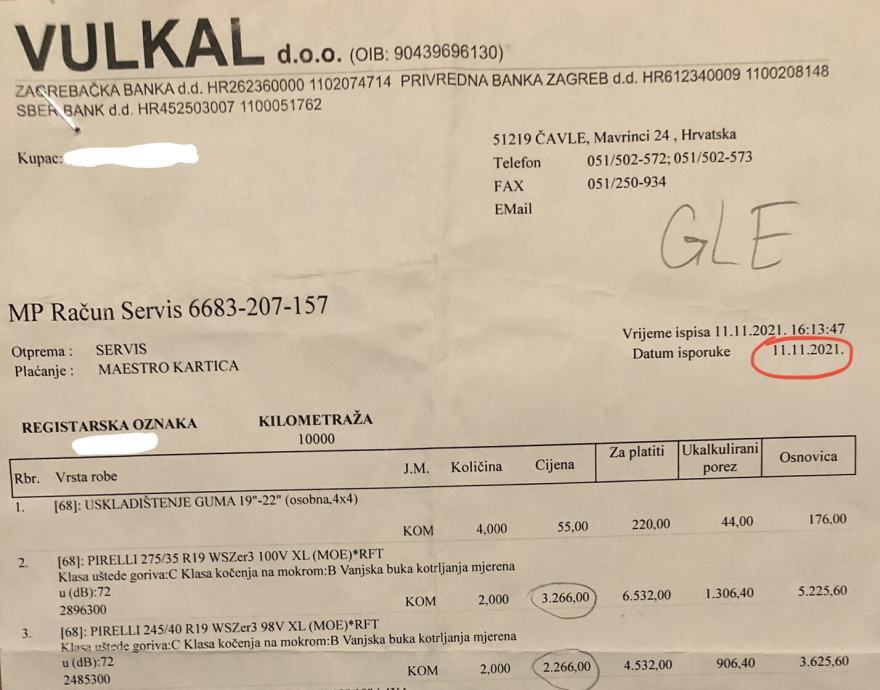 VULKAL d.o.o. (OIB: 90439696130)
ZAGREBAČKA BANKA d.d. HR262360000 1102074714 PRIVREDNA BANKA ZAGREB d.d. HR612340009 1100208148
SBERBANK d.d. HR452503007 1100051762
Kupac:
51219 ČAVLE, Mavrinci 24 , Hrvatska
Telefon 051/502-572; 051/502-573
FAX 051/250-934
EMail
GLE
MP Račun Servis 6683-207-157
Vrijeme ispisa 11.11.2021. 16:13:47
Otprema : SERVIS
Datum isporuke 11.11.2021.
Plaćanje : MAESTRO KARTICA
REGISTARSKA OZNAKA KILOMETRAŽA
10000
Rbr. Vrsta robe J.M. Količina Cijena Za platiti Ukalkulirani porez Osnovica
1. [68]: USKLADIŠTENJE GUMA 19"-22" (osobna,4x4)
KOM 4,000 55,00 220,00 44,00 176,00
2. [68]: PIRELLI 275/35 R19 WSZer3 100V XL (MOE)*RFT
Klasa uštede goriva:C Klasa kočenja na mokrom:B Vanjska buka kotrljanja mjerena
u (dB):72
KOM 2,000 3.266,00 6.532,00 1.306,40 5.225,60
2896300
3. [68]: PIRELLI 245/40 R19 WSZer3 98V XL (MOE)*RFT
Klasa uštede goriva:C Klasa kočenja na mokrom:B Vanjska buka kotrljanja mjerena
u (dB):72
KOM 2,000 2.266,00 4.532,00 906,40 3.625,60
2485300